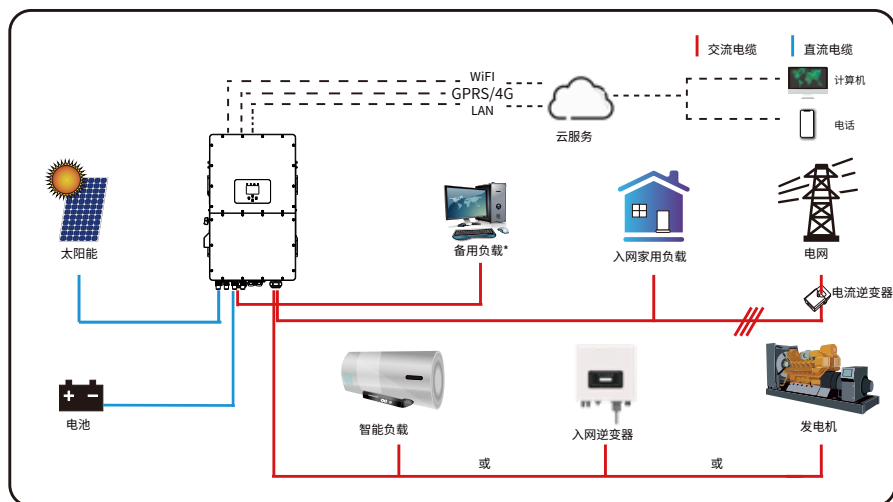 交流电缆 直流电缆
WiFI
GPRS/4G
LAN
云服务
计算机
电话
太阳能
备用负载*
入网家用负载
电网
电流逆变器
电池
智能负载
入网逆变器
发电机
或
或